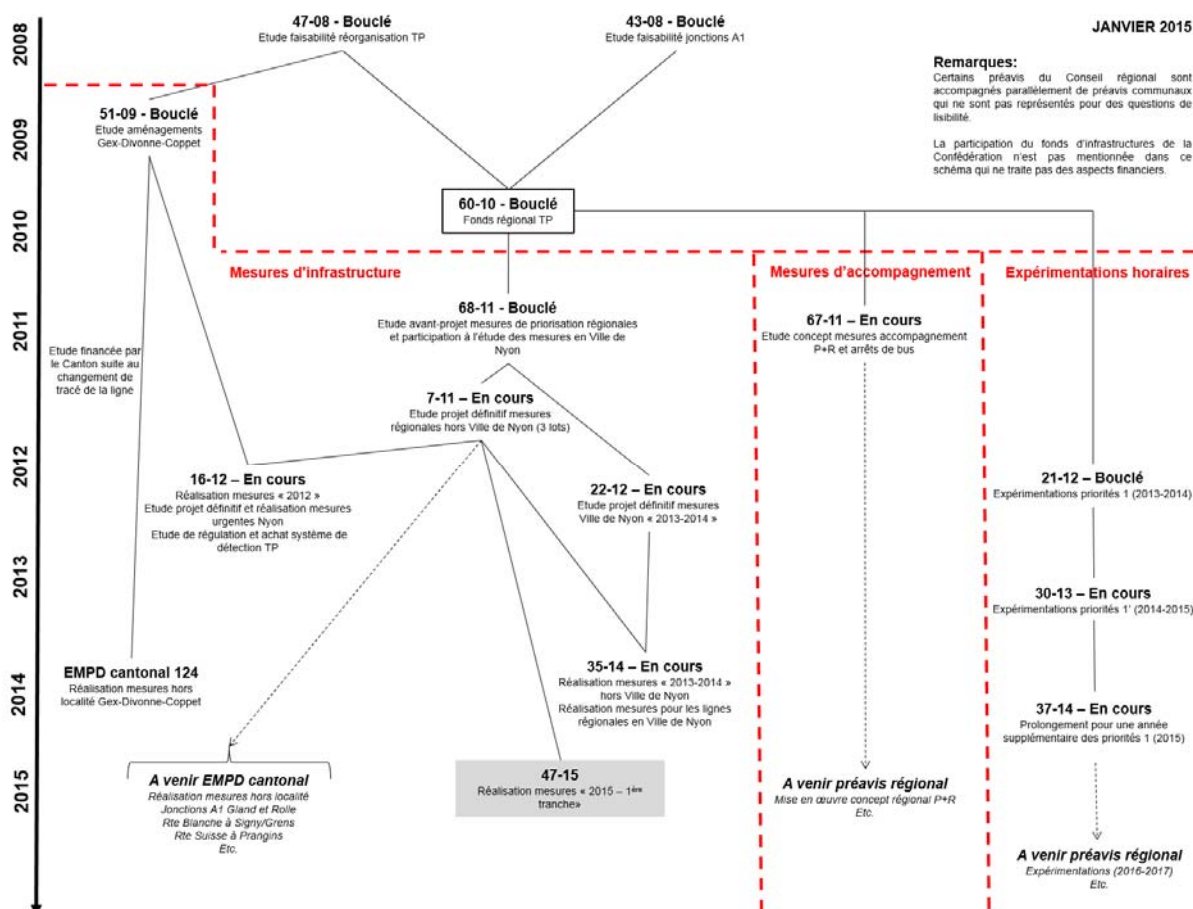 2008
2009
2010
2011
2012
2013
2014
2015
47-08 - Bouclé
Etude faisabilité réorganisation TP
43-08 - Bouclé
Etude faisabilité jonctions A1
JANVIER 2015
Remarques:
Certains préavis du Conseil régional sont
accompagnés parallèlement de préavis communaux
qui ne sont pas représentés pour des questions de
lisibilité.
La participation du fonds d'infrastructures de la
Confédération n'est pas mentionnée dans ce
schéma qui ne traite pas des aspects financiers.
51-09 - Bouclé
Etude aménagements
Gex-Divonne-Coppet
60-10 - Bouclé
Fonds régional TP
Mesures d'infrastructure
Mesures d'accompagnement
Expérimentations horaires
68-11 - Bouclé
Etude avant-projet mesures de priorisation régionales
et participation à l'étude des mesures en Ville de
Nyon
67-11 – En cours
Etude concept mesures accompagnement
P+R et arrêts de bus
Etude financée par
le Canton suite au
changement de
tracé de la ligne
7-11 – En cours
Etude projet définitif mesures
régionales hors Ville de Nyon (3 lots)
16-12 – En cours
Réalisation mesures « 2012 »
Etude projet définitif et réalisation mesures
urgentes Nyon
Etude de régulation et achat système de
détection TP
22-12 – En cours
Etude projet définitif mesures
Ville de Nyon « 2013-2014 »
21-12 – Bouclé
Expérimentations priorités 1 (2013-2014)
30-13 – En cours
Expérimentations priorités 1' (2014-2015)
EMPD cantonal 124
Réalisation mesures hors
localité Gex-Divonne-Coppet
35-14 – En cours
Réalisation mesures « 2013-2014 »
hors Ville de Nyon
Réalisation mesures pour les lignes
régionales en Ville de Nyon
37-14 – En cours
Prolongement pour une année
supplémentaire des priorités 1 (2015)
A venir EMPD cantonal
Réalisation mesures hors localité
Jonctions A1 Gland et Rolle
Rte Blanche à Signy/Grens
Rte Suisse à Prangins
Etc.
47-15
Réalisation mesures « 2015 – 1ère
tranche»
A venir préavis régional
Mise en œuvre concept régional P+R
Etc.
A venir préavis régional
Expérimentations (2016-2017)
Etc.